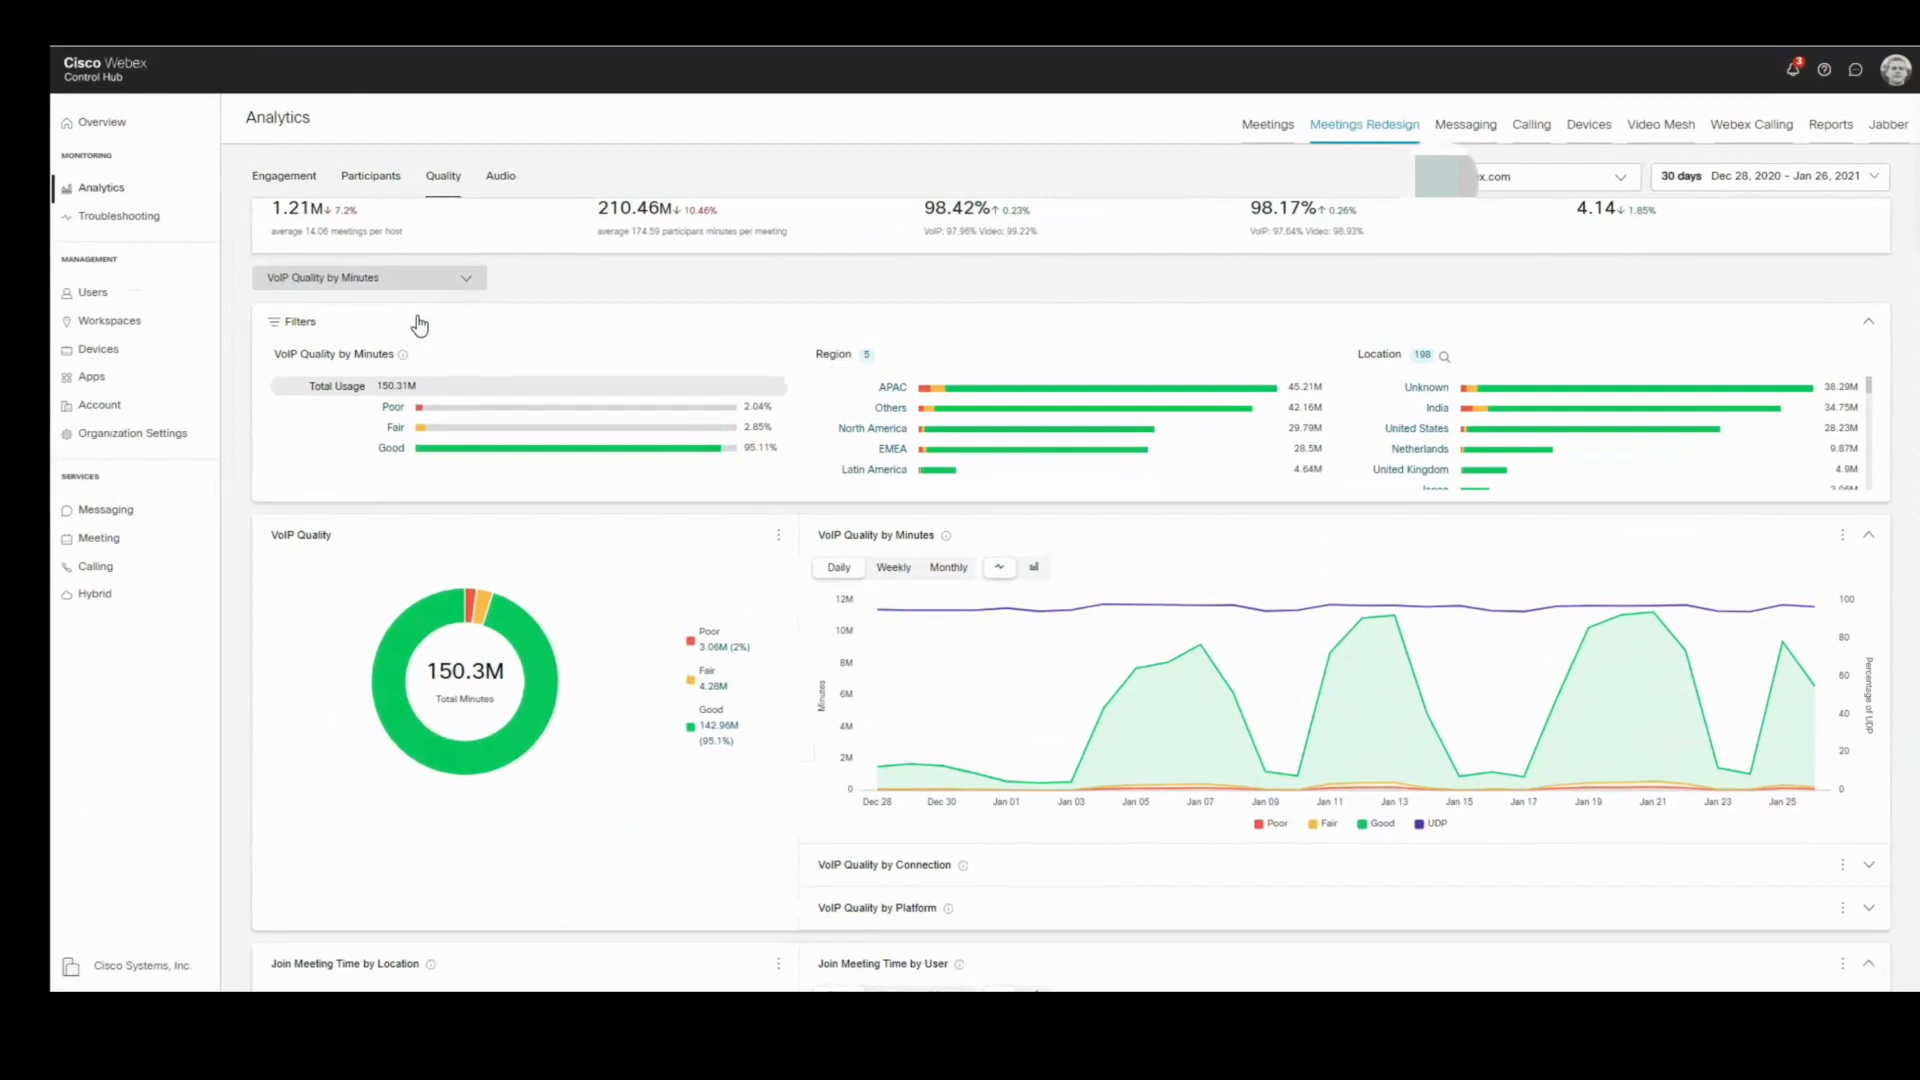 Cisco Webex
Control Hub
3
Overview
MONITORING
Analytics
Troubleshooting
MANAGEMENT
Users
Workspaces
Devices
Apps
Account
Organization Settings
SERVICES
Messaging
Meeting
Calling
Hybrid
Cisco Systems, Inc.
Analytics
Meetings Meetings Redesign Messaging Calling Devices Video Mesh Webex Calling Reports Jabber
Engagement Participants Quality Audio
x.com
30 days Dec 28, 2020 – Jan 26, 2021
1.21M↓ 7.2% 210.46M↓ 10.46% 98.42%↑ 0.23% 98.17%↑ 0.26% 4.14↓ 1.85%
average 14.06 meetings per host average 174.59 participant minutes per meeting VoIP: 97.96% Video: 99.22% VoIP: 97.64% Video: 98.93%
VoIP Quality by Minutes
Filters
VoIP Quality by Minutes
Total Usage 150.31M
Poor 2.04%
Fair 2.85%
Good 95.11%
Region 5
APAC 45.21M
Others 42.16M
North America 29.79M
EMEA 28.5M
Latin America 4.64M
Location 198
Unknown 38.29M
India 34.75M
United States 28.23M
Netherlands 9.87M
United Kingdom 4.9M
VoIP Quality
150.3M
Total Minutes
Poor
3.06M (2%)
Fair
4.28M
Good
142.96M
(95.1%)
VoIP Quality by Minutes
Daily Weekly Monthly
12M
10M
8M
6M
4M
2M
0
Minutes
100
80
60
40
20
0
Percentage of UDP
Dec 28 Dec 30 Jan 01 Jan 03 Jan 05 Jan 07 Jan 09 Jan 11 Jan 13 Jan 15 Jan 17 Jan 19 Jan 21 Jan 23 Jan 25
Poor Fair Good UDP
VoIP Quality by Connection
VoIP Quality by Platform
Join Meeting Time by Location
Join Meeting Time by User